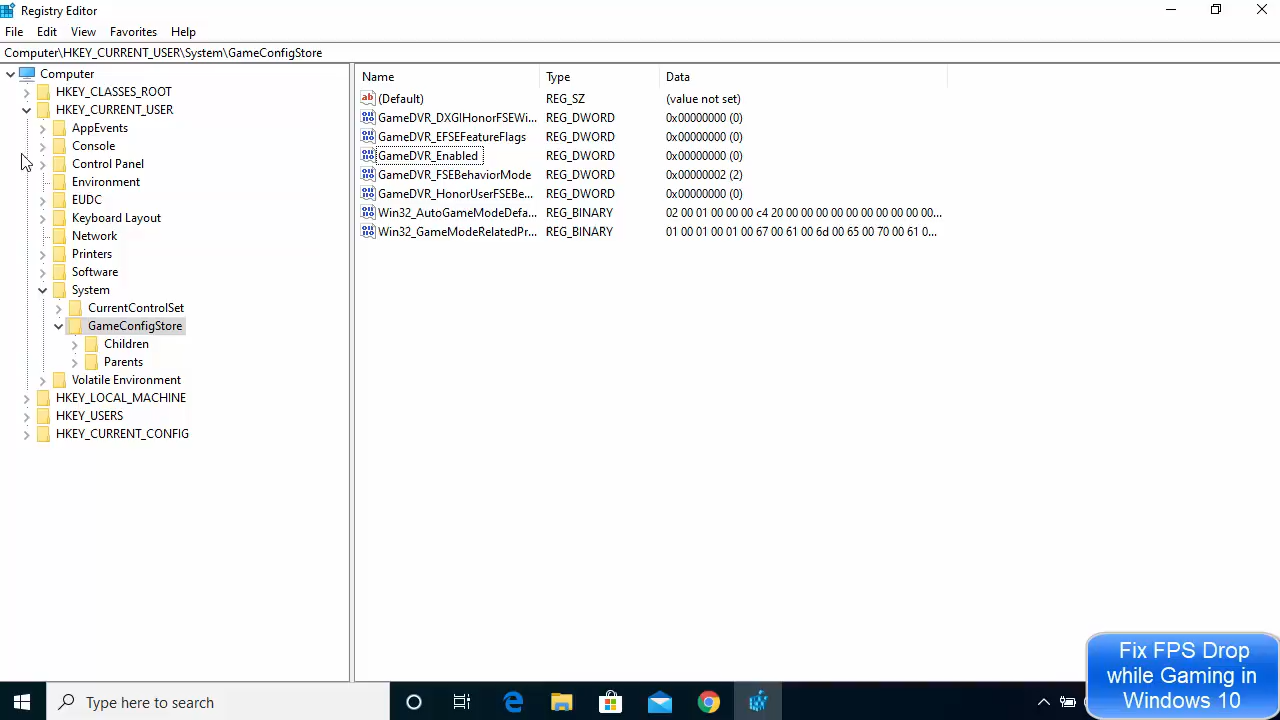 Registry Editor
File Edit View Favorites Help
Computer\HKEY_CURRENT_USER\System\GameConfigStore
Computer
HKEY_CLASSES_ROOT
HKEY_CURRENT_USER
AppEvents
Console
Control Panel
Environment
EUDC
Keyboard Layout
Network
Printers
Software
System
CurrentControlSet
GameConfigStore
Children
Parents
Volatile Environment
HKEY_LOCAL_MACHINE
HKEY_USERS
HKEY_CURRENT_CONFIG
Name Type Data
(Default) REG_SZ (value not set)
GameDVR_DXGIHonorFSEWi... REG_DWORD 0x00000000 (0)
GameDVR_EFSEFeatureFlags REG_DWORD 0x00000000 (0)
GameDVR_Enabled REG_DWORD 0x00000000 (0)
GameDVR_FSEBehaviorMode REG_DWORD 0x00000002 (2)
GameDVR_HonorUserFSEBe... REG_DWORD 0x00000000 (0)
Win32_AutoGameModeDefa... REG_BINARY 02 00 01 00 00 00 c4 20 00 00 00 00 00 00 00 00 00...
Win32_GameModeRelatedPr... REG_BINARY 01 00 01 00 01 00 67 00 61 00 6d 00 65 00 70 00 61 0...
Type here to search
Fix FPS Drop
while Gaming in
Windows 10